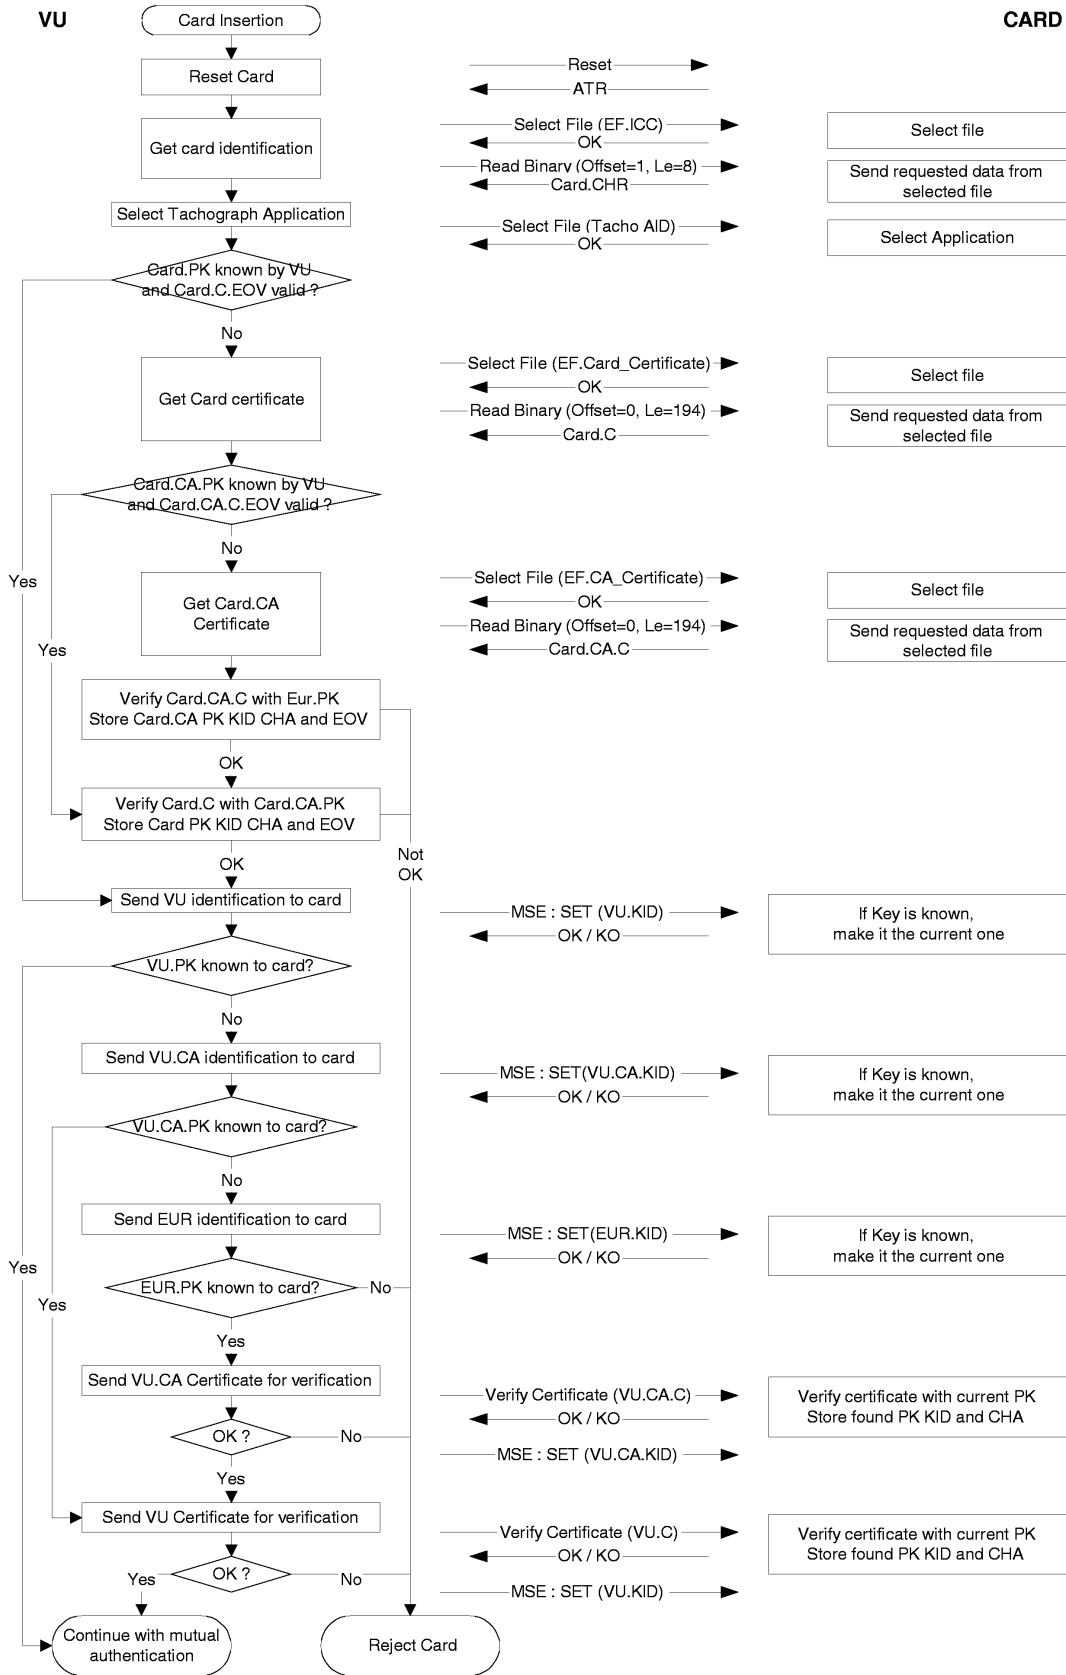 VU
CARD
Card Insertion
Reset Card
Reset
ATR
Get card identification
Select File (EF.ICC)
OK
Select file
Read Binary (Offset=1, Le=8)
Card.CHR
Send requested data from
selected file
Select Tachograph Application
Select File (Tacho AID)
OK
Select Application
Card.PK known by VU
and Card.C.EOV valid ?
No
Get Card certificate
Select File (EF.Card_Certificate)
OK
Select file
Read Binary (Offset=0, Le=194)
Card.C
Send requested data from
selected file
Card.CA.PK known by VU
and Card.CA.C.EOV valid ?
No
Yes
Get Card.CA
Certificate
Select File (EF.CA_Certificate)
OK
Select file
Read Binary (Offset=0, Le=194)
Card.CA.C
Send requested data from
selected file
Yes
Verify Card.CA.C with Eur.PK
Store Card.CA PK KID CHA and EOV
OK
Verify Card.C with Card.CA.PK
Store Card PK KID CHA and EOV
OK
Not
OK
Send VU identification to card
MSE : SET (VU.KID)
OK / KO
If Key is known,
make it the current one
VU.PK known to card?
No
Send VU.CA identification to card
MSE : SET(VU.CA.KID)
OK / KO
If Key is known,
make it the current one
VU.CA.PK known to card?
No
Send EUR identification to card
MSE : SET(EUR.KID)
OK / KO
If Key is known,
make it the current one
Yes
EUR.PK known to card?
No
Yes
Yes
Send VU.CA Certificate for verification
Verify Certificate (VU.CA.C)
OK / KO
Verify certificate with current PK
Store found PK KID and CHA
OK ?
No
MSE : SET (VU.CA.KID)
Yes
Send VU Certificate for verification
Verify Certificate (VU.C)
OK / KO
Verify certificate with current PK
Store found PK KID and CHA
OK ?
Yes
No
MSE : SET (VU.KID)
Continue with mutual
authentication
Reject Card